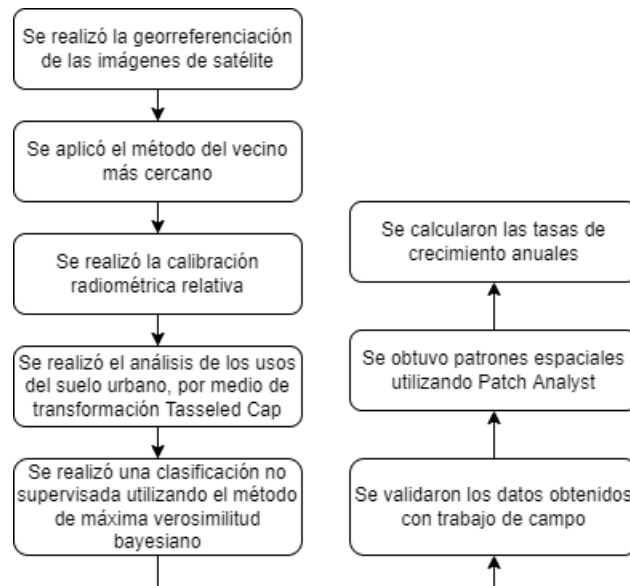 Se realizó la georreferenciación
de las imágenes de satélite
Se aplicó el método del vecino
más cercano
Se realizó la calibración
radiométrica relativa
Se realizó el análisis de los usos
del suelo urbano, por medio de
transformación Tasseled Cap
Se realizó una clasificación no
supervisada utilizando el método
de máxima verosimilitud
bayesiano
Se validaron los datos obtenidos
con trabajo de campo
Se obtuvo patrones espaciales
utilizando Patch Analyst
Se calcularon las tasas de
crecimiento anuales